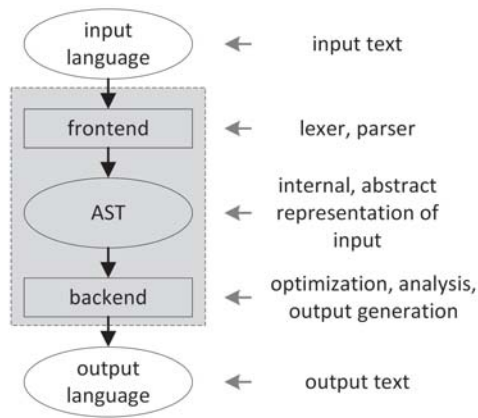 input
language
input text
frontend
lexer, parser
AST
internal, abstract
representation of
input
backend
optimization, analysis,
output generation
output
language
output text